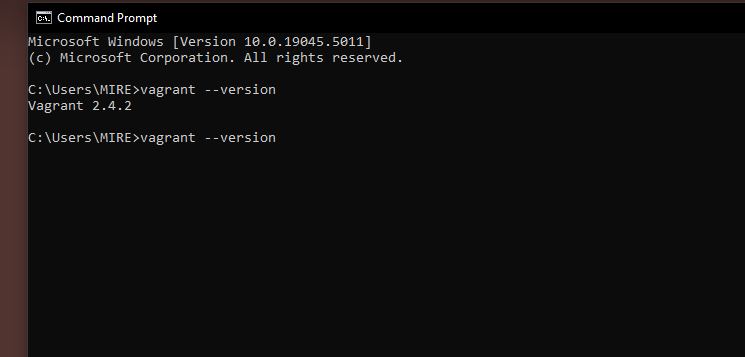 Command Prompt
Microsoft Windows [Version 10.0.19045.5011]
(c) Microsoft Corporation. All rights reserved.
C:\Users\MIRE>vagrant --version
Vagrant 2.4.2
C:\Users\MIRE>vagrant --version